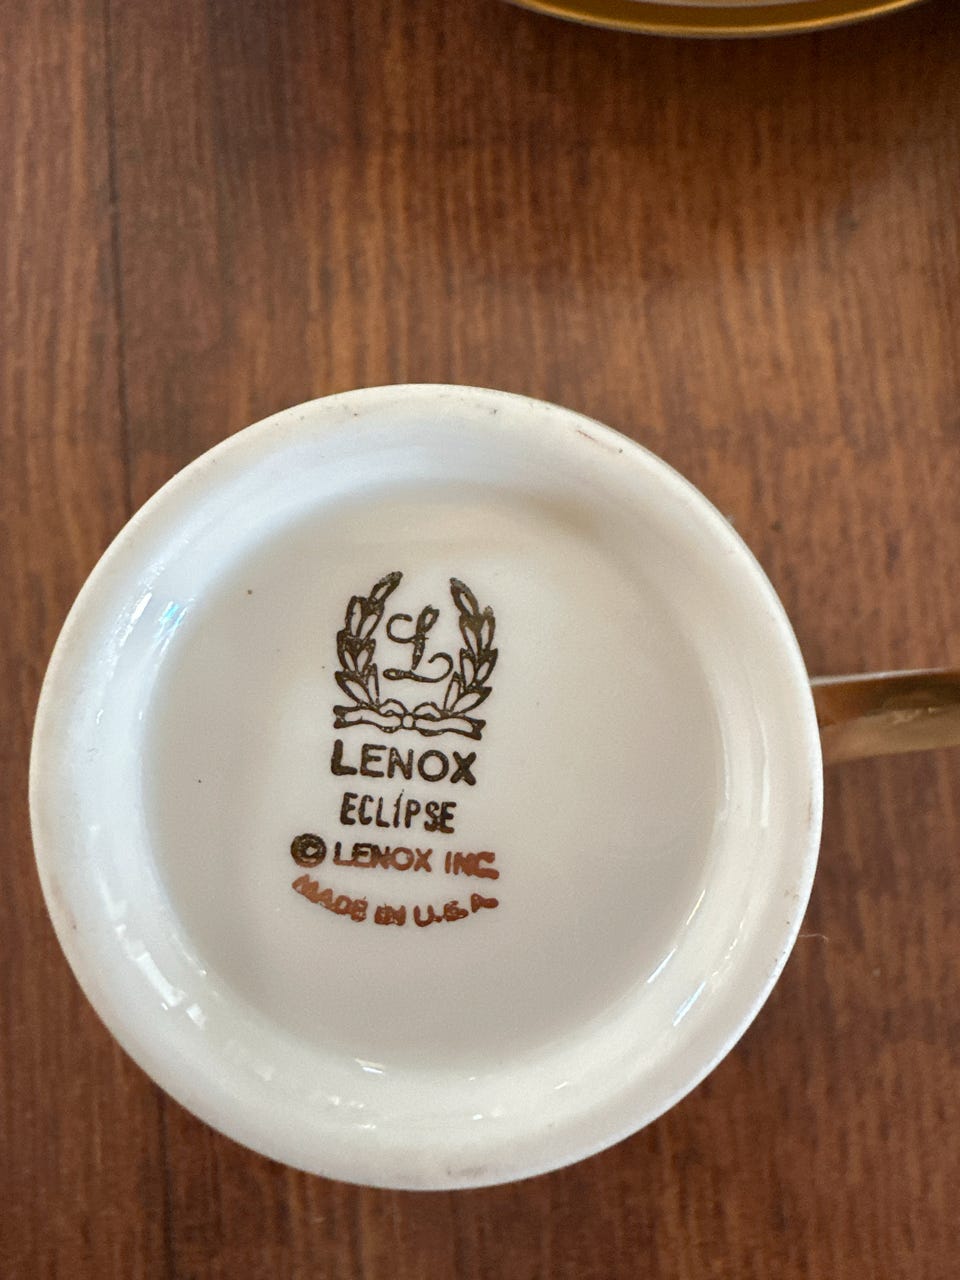 L
LENOX
ECLIPSE
© LENOX INC
MADE IN U.S.A